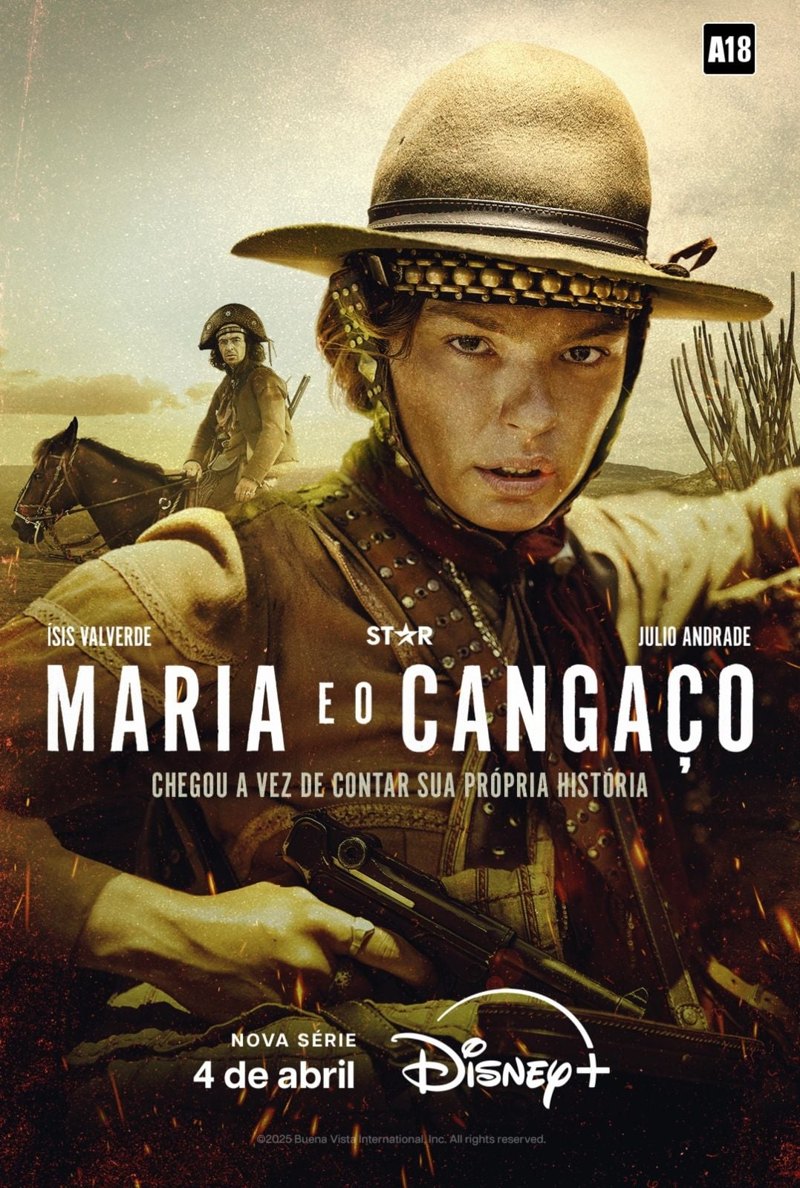 A18
ÍSIS VALVERDE
STAR
JULIO ANDRADE
MARIA E O CANGAÇO
CHEGOU A VEZ DE CONTAR SUA PRÓPRIA HISTÓRIA
NOVA SÉRIE
4 de abril
Disney+
©2025 Buena Vista International, Inc. All rights reserved.